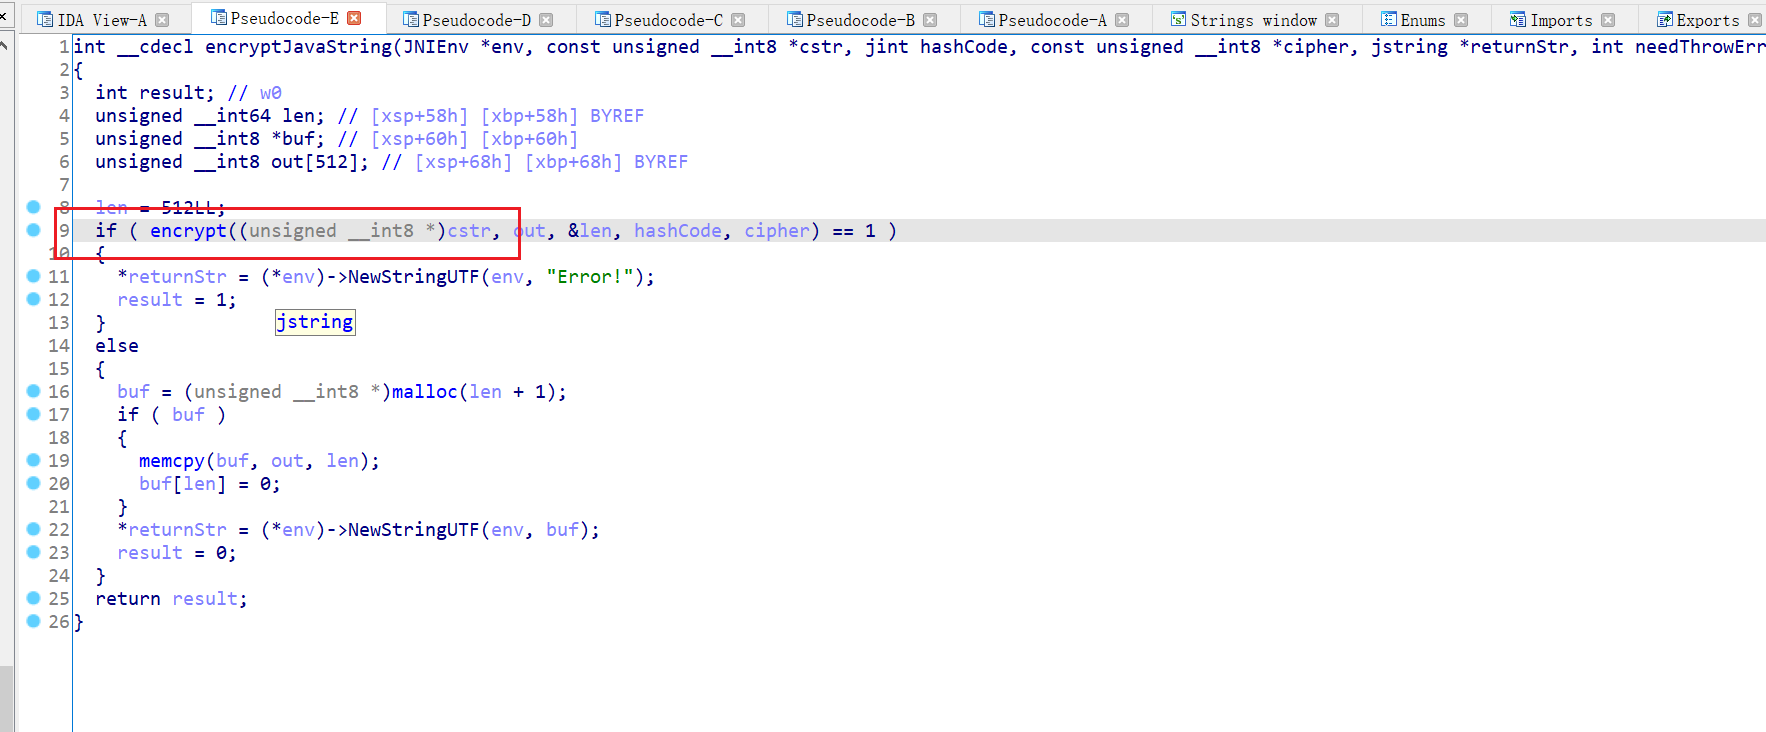 IDA View-A Pseudocode-E Pseudocode-D Pseudocode-C Pseudocode-B Pseudocode-A Strings window Enums Imports Exports
1 int __cdecl encryptJavaString(JNIEnv *env, const unsigned __int8 *cstr, jint hashCode, const unsigned __int8 *cipher, jstring *returnStr, int needThrowErr
2 {
3   int result; // w0
4   unsigned __int64 len; // [xsp+58h] [xbp+58h] BYREF
5   unsigned __int8 *buf; // [xsp+60h] [xbp+60h]
6   unsigned __int8 out[512]; // [xsp+68h] [xbp+68h] BYREF
7
8   len = 512LL;
9   if ( encrypt((unsigned __int8 *)cstr, out, &len, hashCode, cipher) == 1 )
10   {
11     *returnStr = (*env)->NewStringUTF(env, "Error!");
12     result = 1;
13   }
jstring
14   else
15   {
16     buf = (unsigned __int8 *)malloc(len + 1);
17     if ( buf )
18     {
19       memcpy(buf, out, len);
20       buf[len] = 0;
21     }
22     *returnStr = (*env)->NewStringUTF(env, buf);
23     result = 0;
24   }
25   return result;
26 }